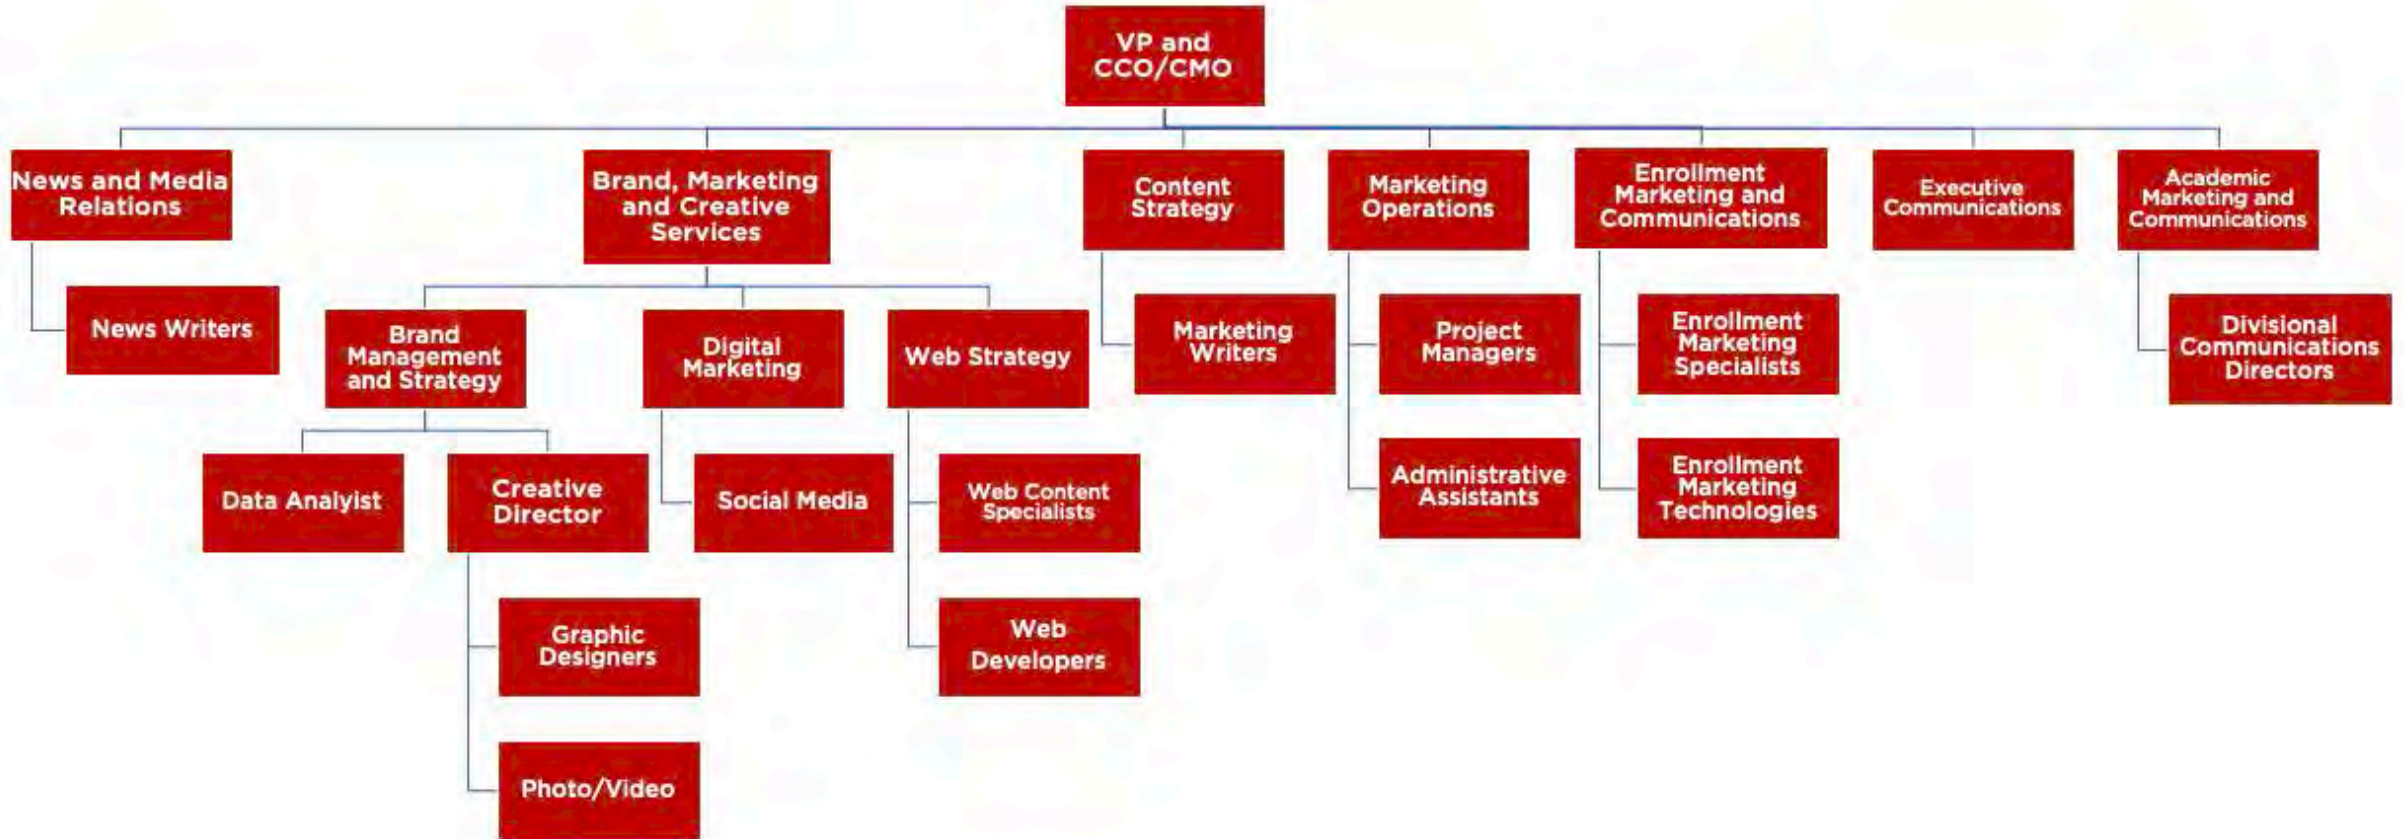 VP and
CCO/CMO
News and Media
Relations
Brand, Marketing
and Creative
Services
Content
Strategy
Marketing
Operations
Enrollment
Marketing and
Communications
Executive
Communications
Academic
Marketing and
Communications
News Writers
Brand
Management
and Strategy
Digital
Marketing
Web Strategy
Marketing
Writers
Project
Managers
Enrollment
Marketing
Specialists
Divisional
Communications
Directors
Data Analyist
Creative
Director
Social Media
Web Content
Specialists
Administrative
Assistants
Enrollment
Marketing
Technologies
Graphic
Designers
Web
Developers
Photo/Video